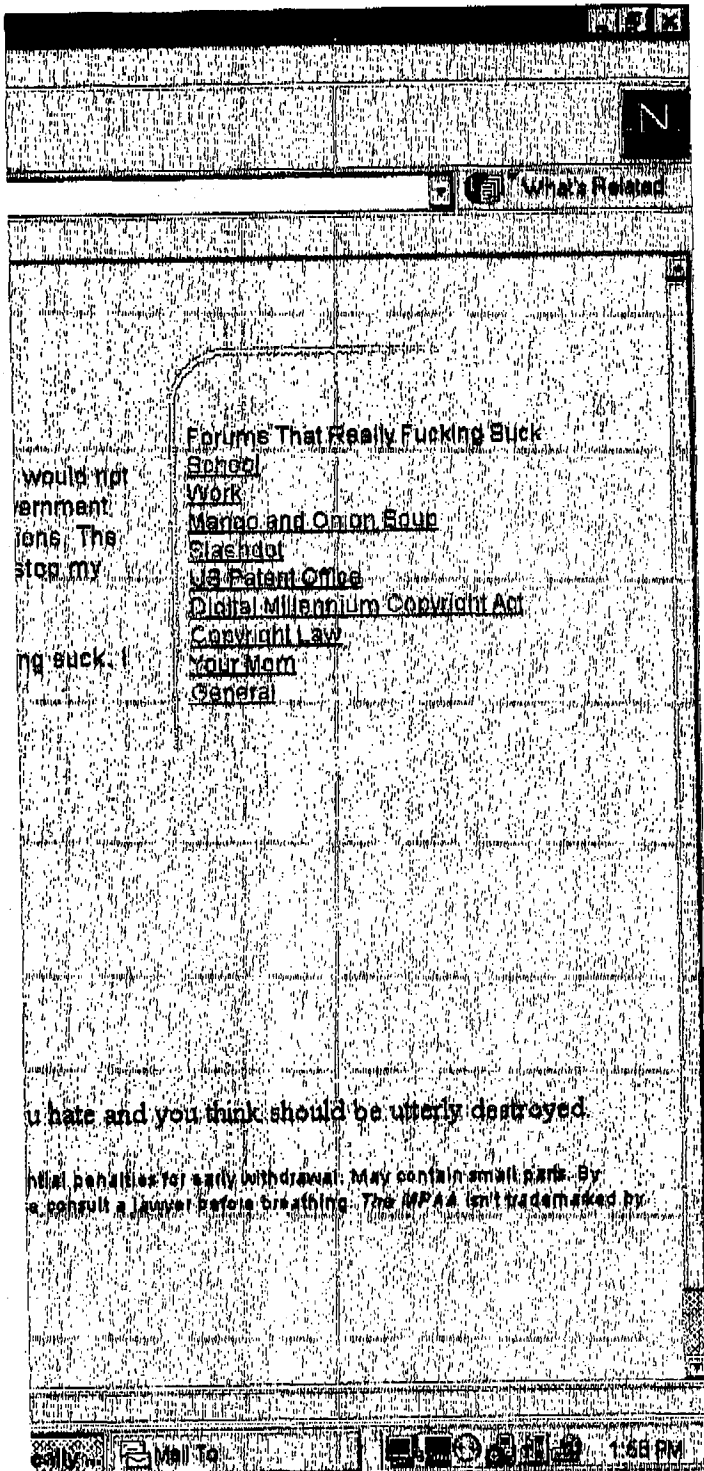 N
What's Related
Forums That Really Fucking Suck
School
would not
Work
vernment
Mango and Onion Soup
ions. The
Slashdot
stop my
US Patent Office
Digital Millennium Copyright Act
Copyright Law
ng suck. I
Your Mom
General
u hate and you think should be utterly destroyed.
ntial penalties for early withdrawal. May contain small parts. By
e consult a lawyer before breathing. The MPAA isn't trademarked by
eally...
Mail To
1:58 PM